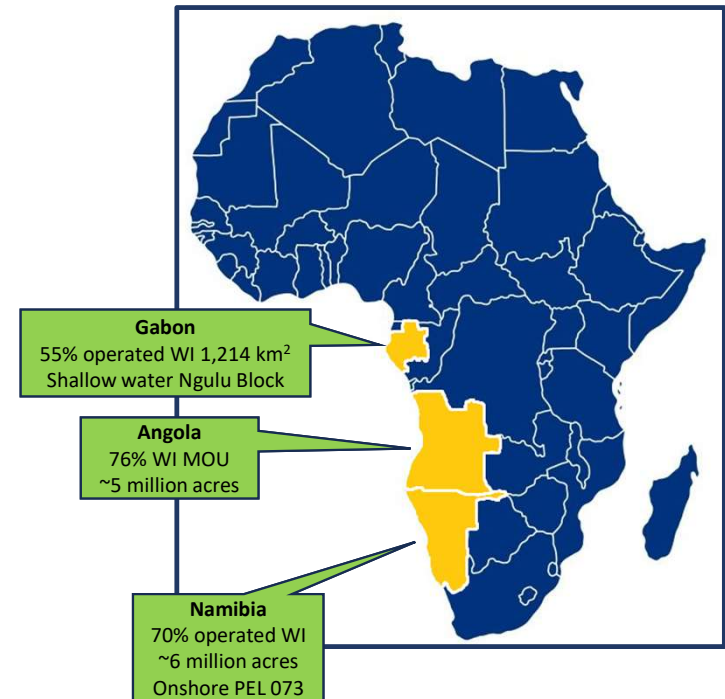 Gabon
55% operated WI 1,214 km²
Shallow water Ngulu Block
Angola
76% WI MOU
~5 million acres
Namibia
70% operated WI
~6 million acres
Onshore PEL 073